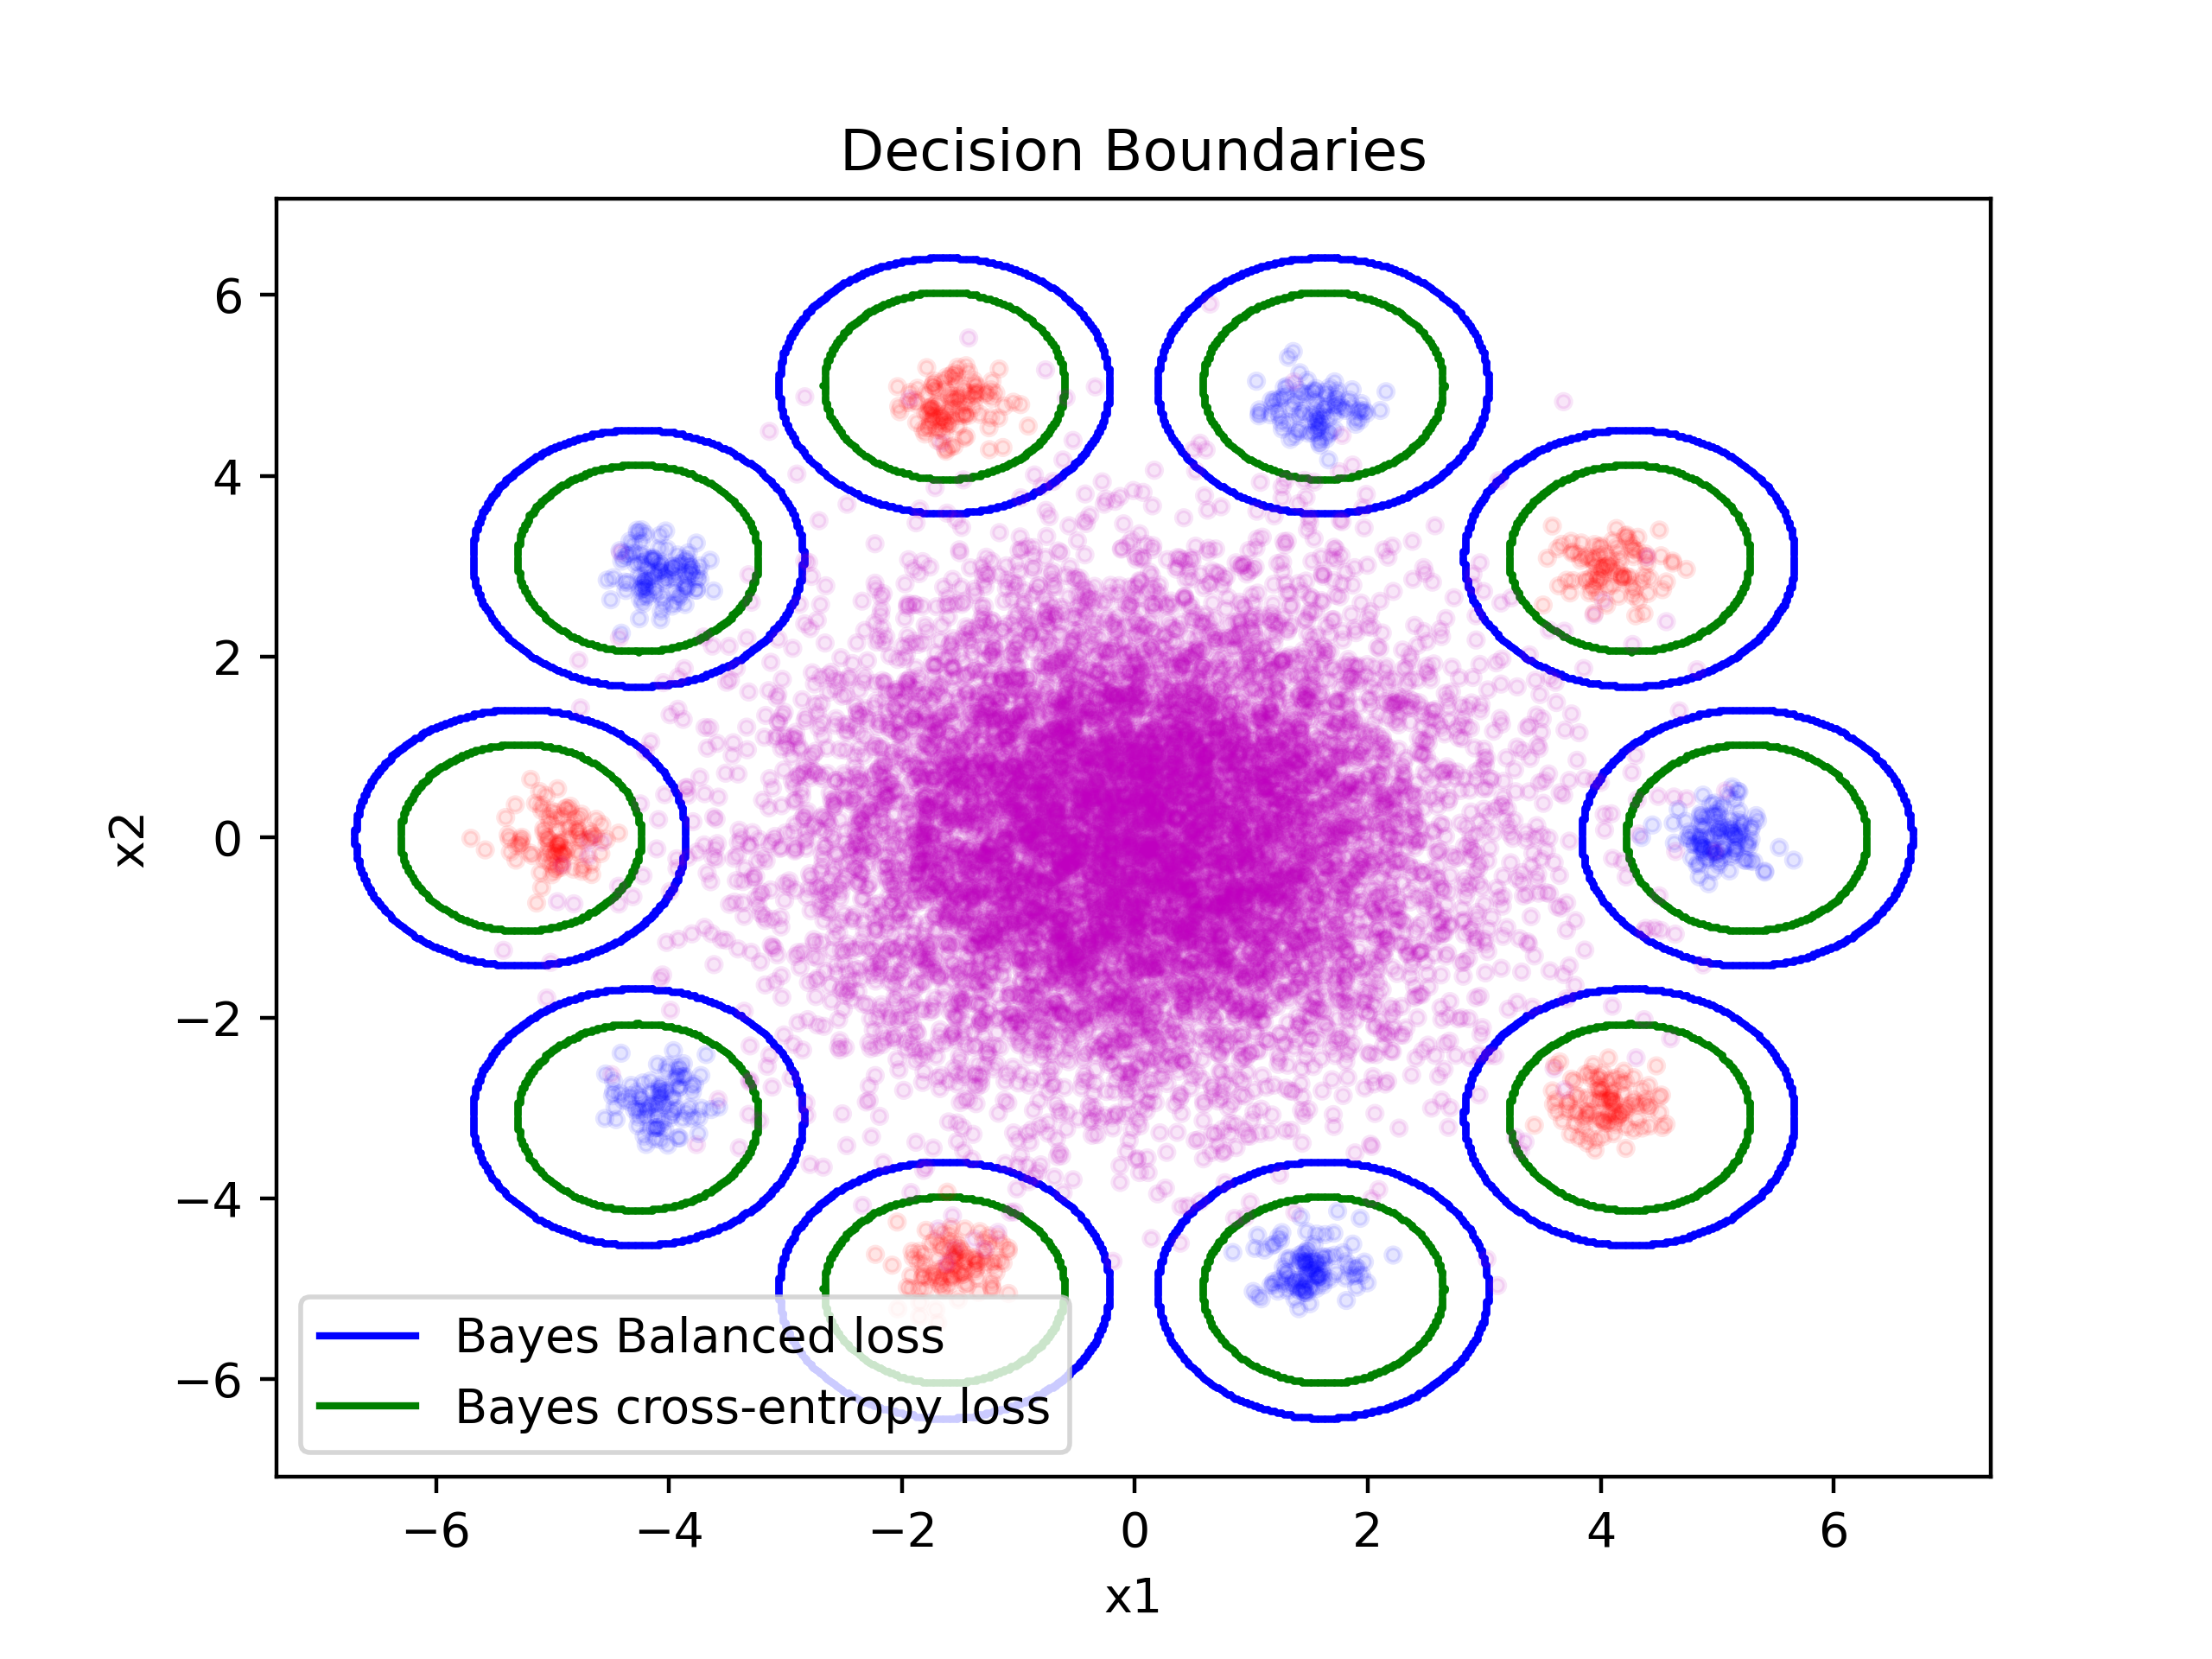 Decision Boundaries
6
4
2
0
−2
−4
−6
x2
Bayes Balanced loss
Bayes cross-entropy loss
−6 −4 −2 0 2 4 6
x1